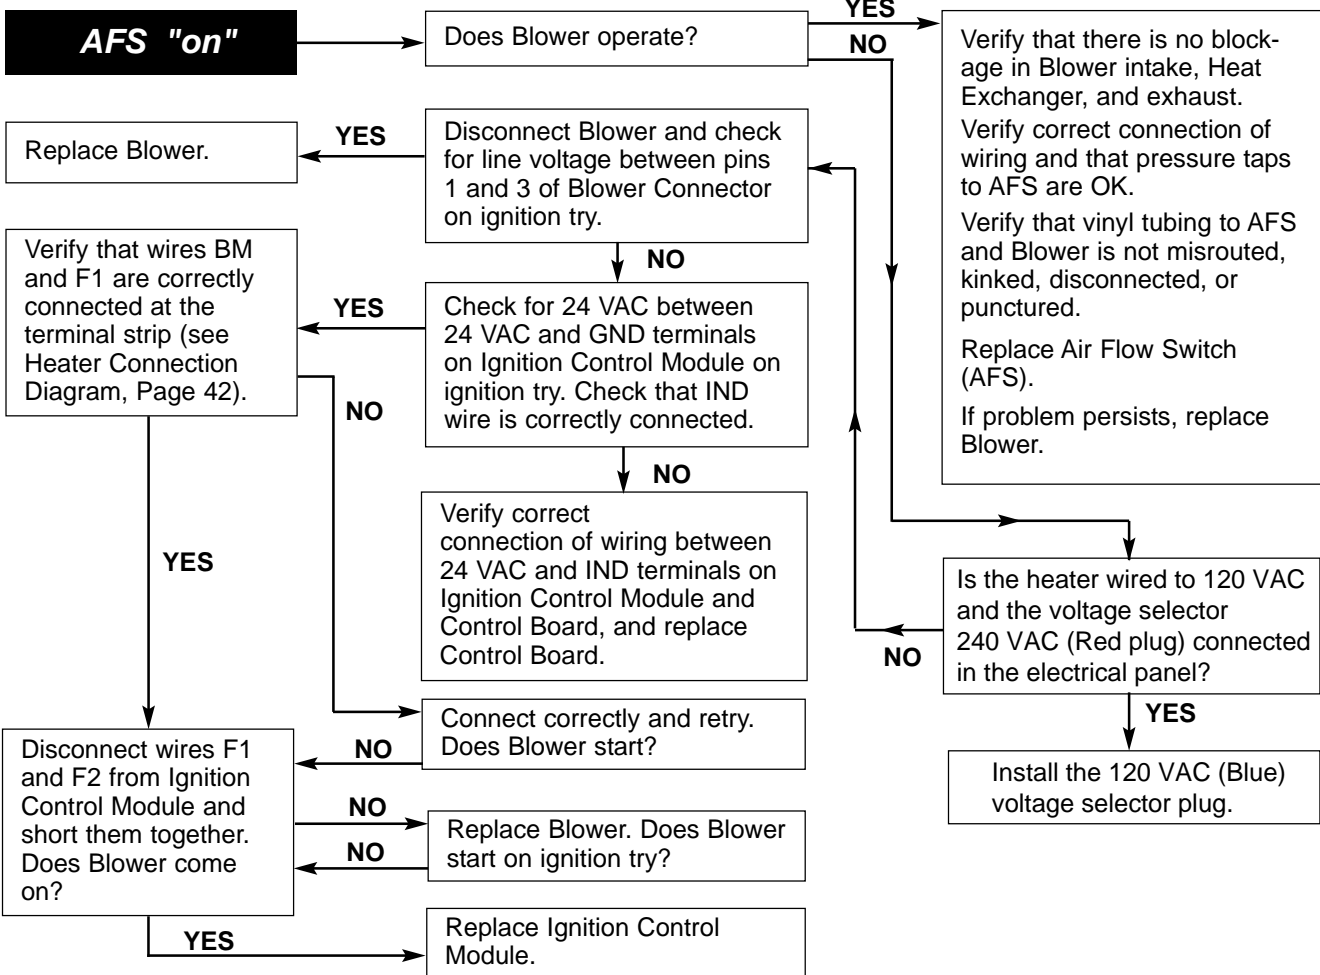 AFS "on"
Does Blower operate?
YES
NO
Verify that there is no block-
age in Blower intake, Heat
Exchanger, and exhaust.
Verify correct connection of
wiring and that pressure taps
to AFS are OK.
Verify that vinyl tubing to AFS
and Blower is not misrouted,
kinked, disconnected, or
punctured.
Replace Air Flow Switch
(AFS).
If problem persists, replace
Blower.
Replace Blower.
YES
Disconnect Blower and check
for line voltage between pins
1 and 3 of Blower Connector
on ignition try.
NO
Verify that wires BM
and F1 are correctly
connected at the
terminal strip (see
Heater Connection
Diagram, Page 42).
YES
NO
Check for 24 VAC between
24 VAC and GND terminals
on Ignition Control Module on
ignition try. Check that IND
wire is correctly connected.
NO
Verify correct
connection of wiring between
24 VAC and IND terminals on
Ignition Control Module and
Control Board, and replace
Control Board.
YES
Is the heater wired to 120 VAC
and the voltage selector
240 VAC (Red plug) connected
in the electrical panel?
NO
YES
Install the 120 VAC (Blue)
voltage selector plug.
Connect correctly and retry.
Does Blower start?
NO
Disconnect wires F1
and F2 from Ignition
Control Module and
short them together.
Does Blower come
on?
NO
NO
Replace Blower. Does Blower
start on ignition try?
YES
Replace Ignition Control
Module.